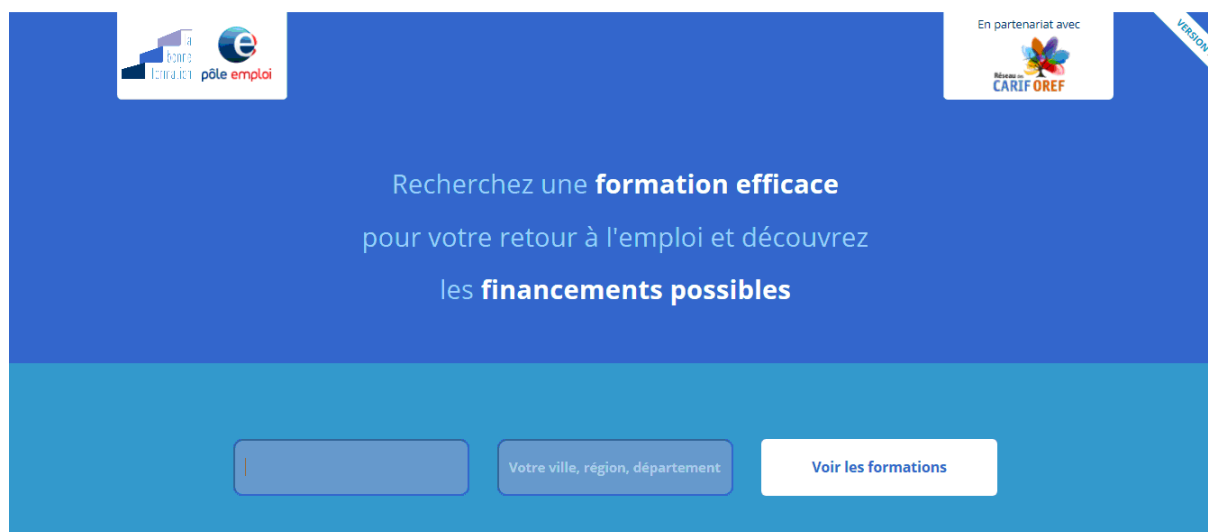 la
bonne
formation
pôle emploi
En partenariat avec
Réseau des
CARIF OREF
VERSION
Recherchez une formation efficace
pour votre retour à l'emploi et découvrez
les financements possibles
Votre ville, région, département
Voir les formations